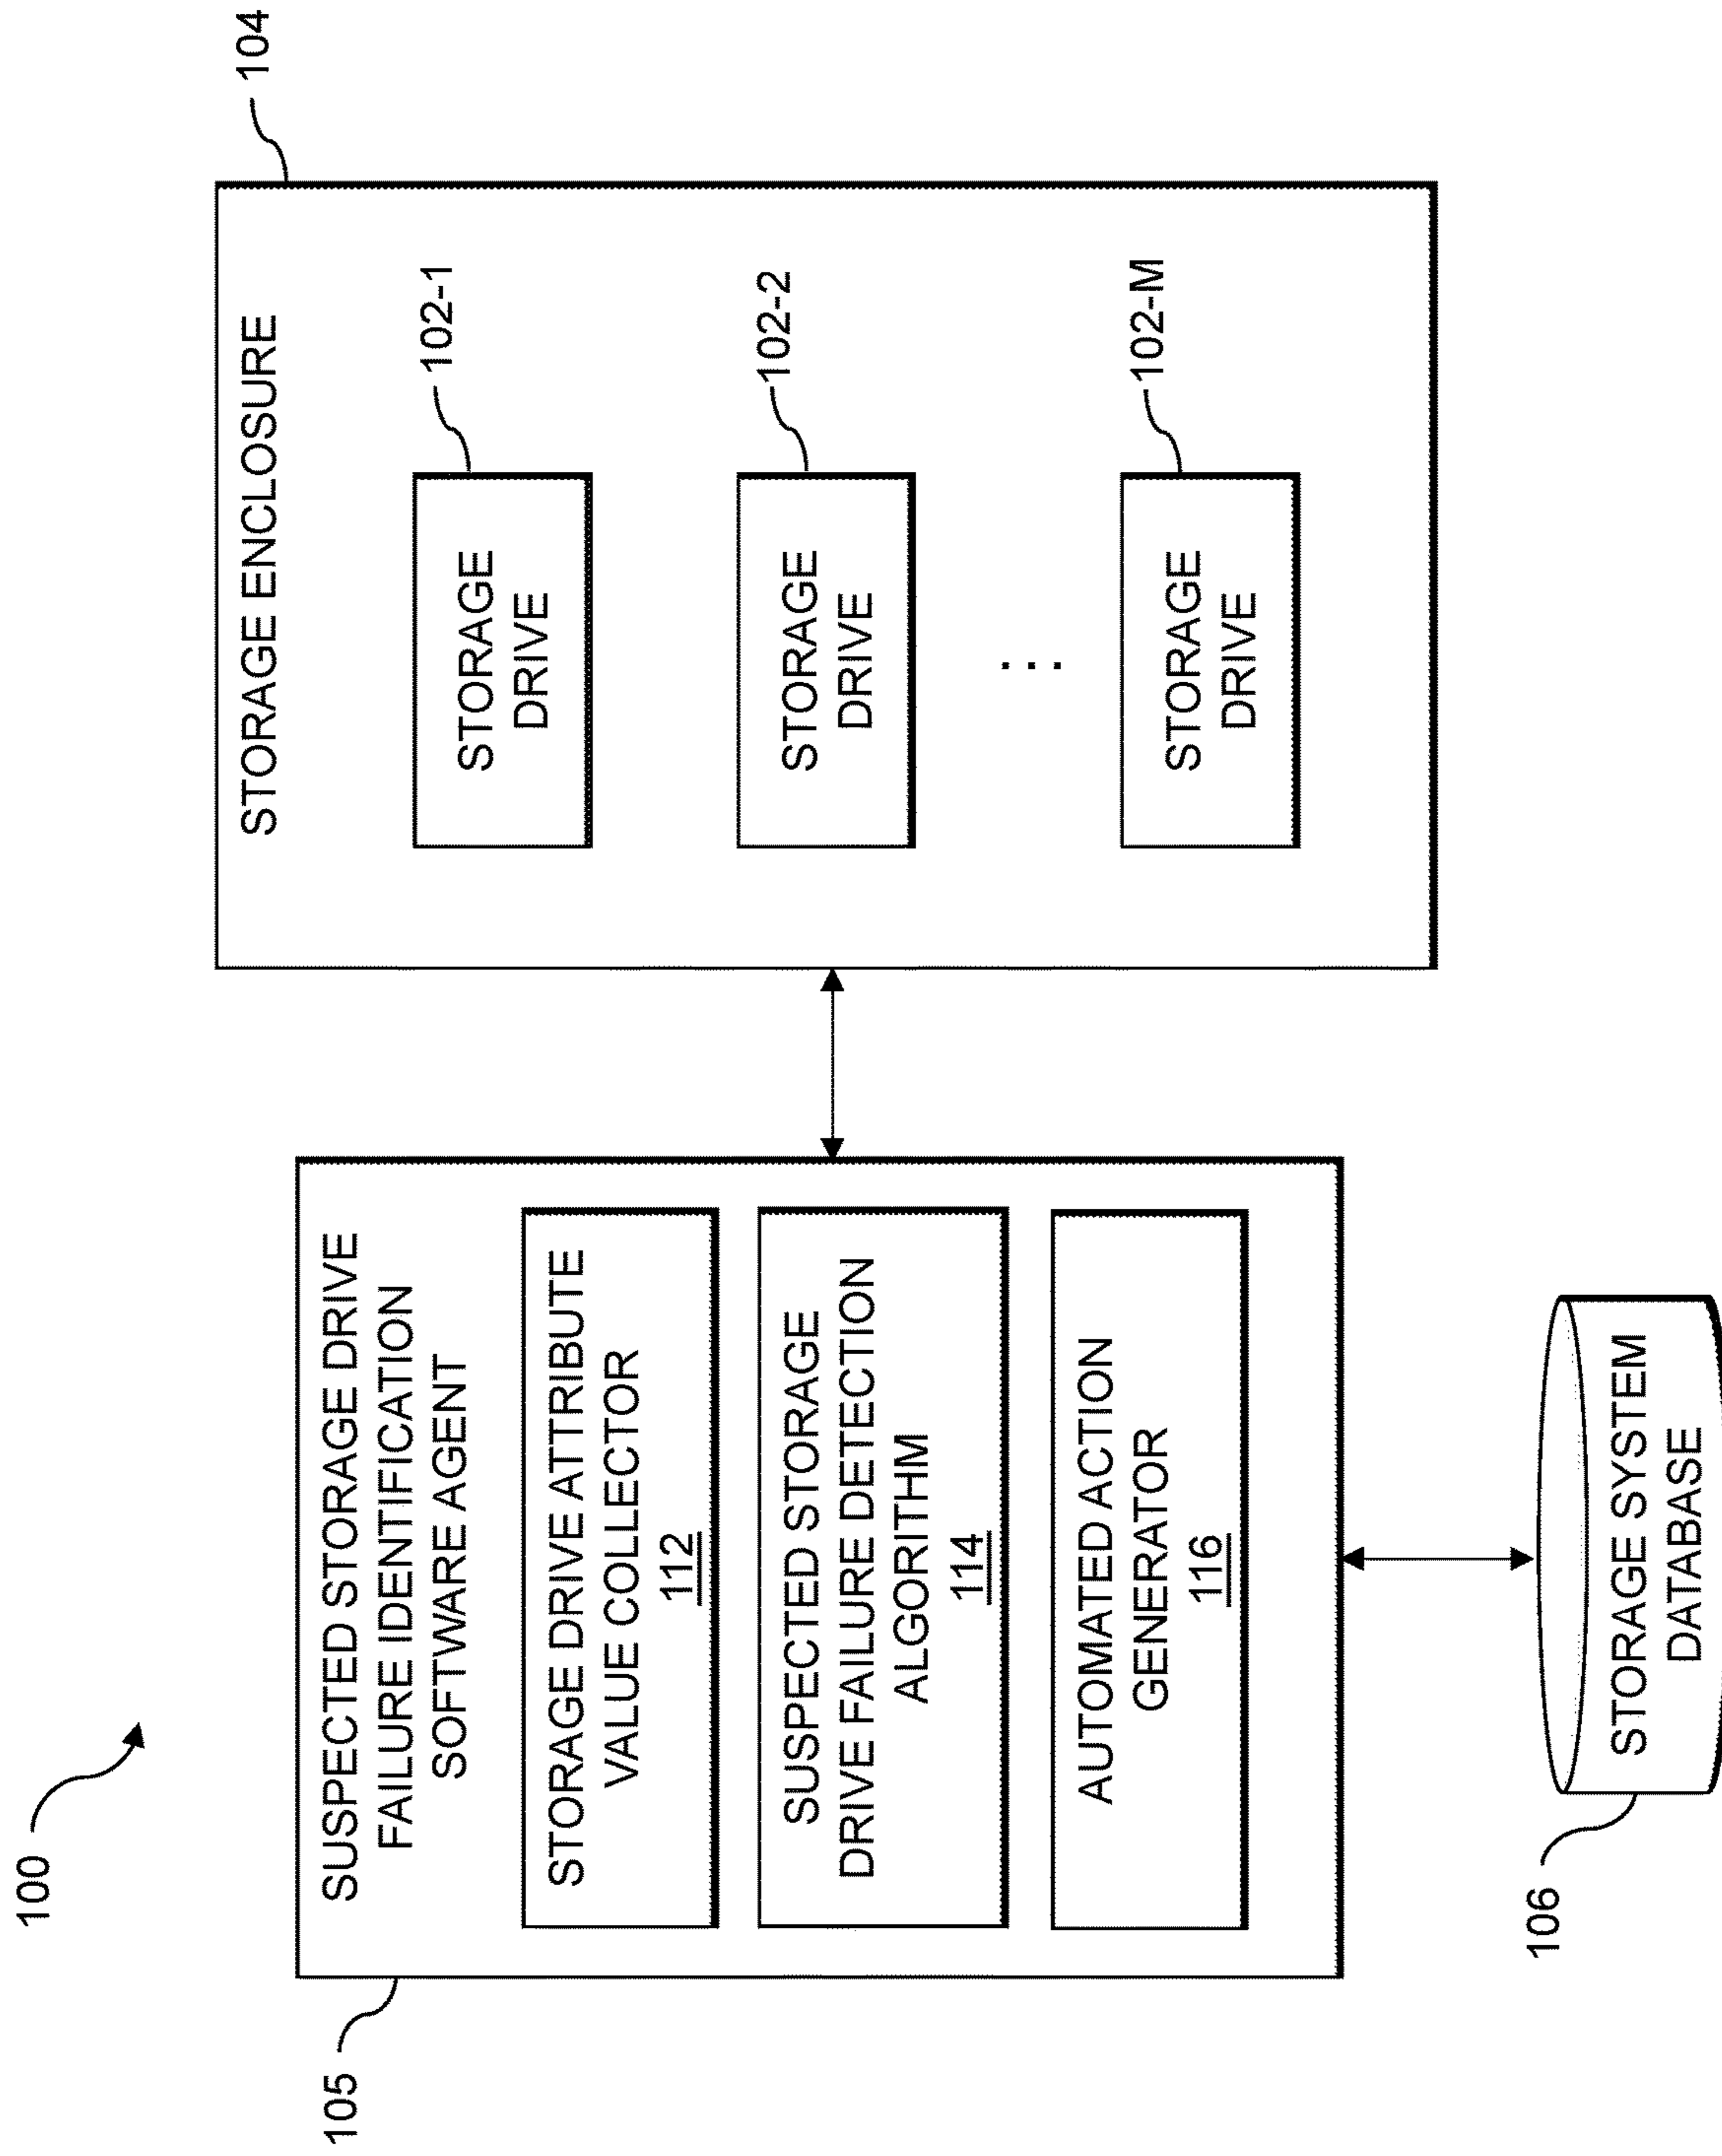 100
105
SUSPECTED STORAGE DRIVE
FAILURE IDENTIFICATION
SOFTWARE AGENT
STORAGE DRIVE ATTRIBUTE
VALUE COLLECTOR
112
SUSPECTED STORAGE
DRIVE FAILURE DETECTION
ALGORITHM
114
AUTOMATED ACTION
GENERATOR
116
106
STORAGE SYSTEM
DATABASE
104
STORAGE ENCLOSURE
102-1
STORAGE
DRIVE
102-2
STORAGE
DRIVE
. . .
102-M
STORAGE
DRIVE